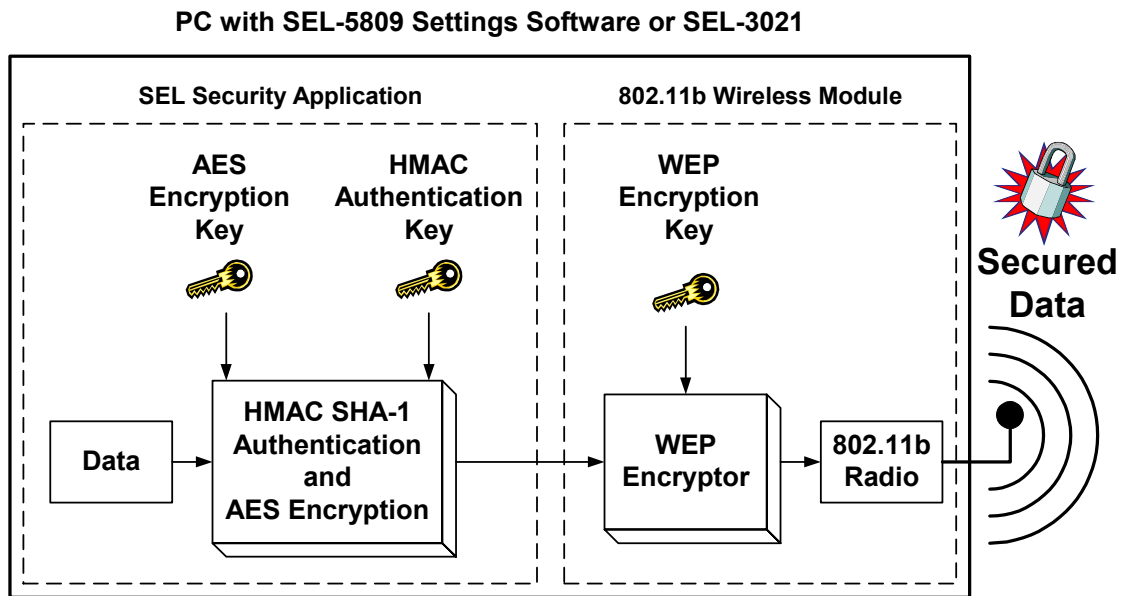 PC with SEL-5809 Settings Software or SEL-3021
SEL Security Application
802.11b Wireless Module
AES
Encryption
Key
HMAC
Authentication
Key
WEP
Encryption
Key
Secured
Data
Data
HMAC SHA-1
Authentication
and
AES Encryption
WEP
Encryptor
802.11b
Radio